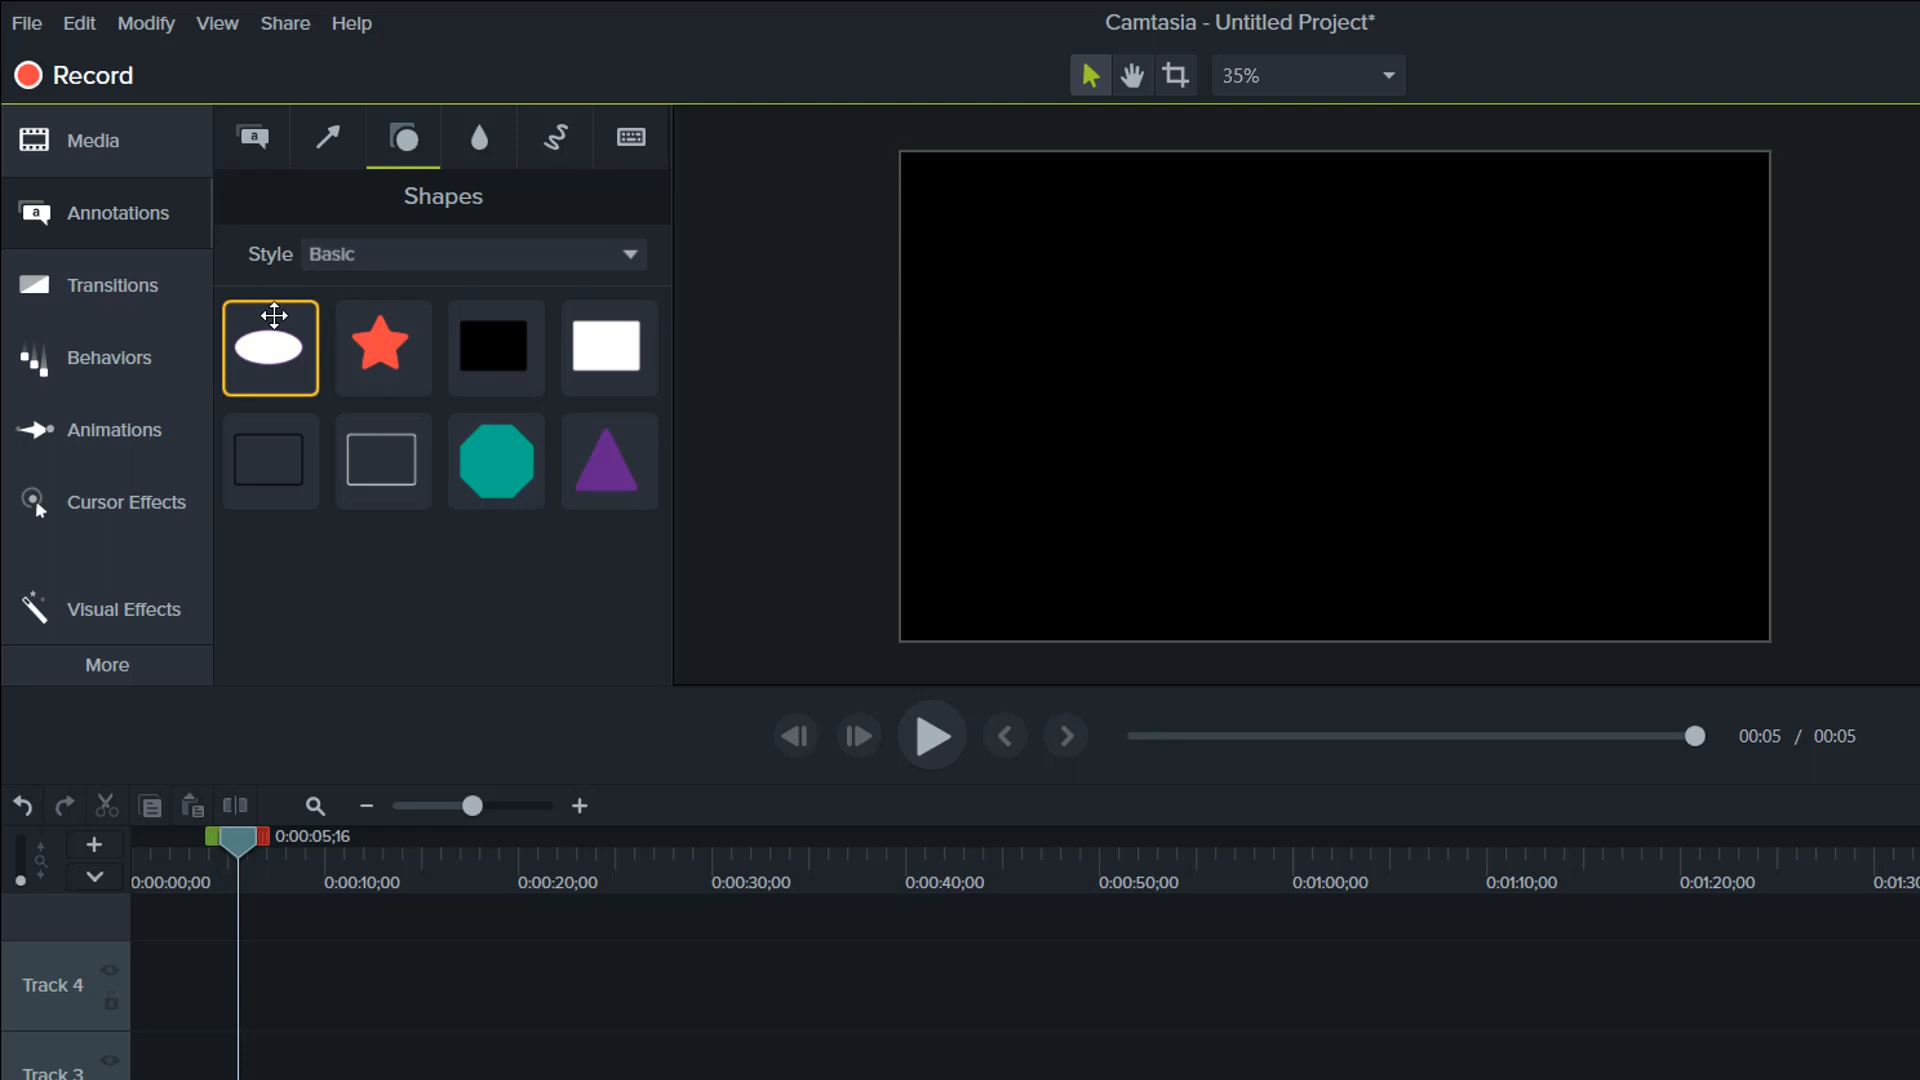 File Edit Modify View Share Help
Camtasia - Untitled Project*
Record
35%
Media
a
Annotations
a
Transitions
Behaviors
Animations
Cursor Effects
Visual Effects
More
Shapes
Style Basic
00:05 / 00:05
0:00:05;16
0:00:00;00 0:00:10;00 0:00:20;00 0:00:30;00 0:00:40;00 0:00:50;00 0:01:00;00 0:01:10;00 0:01:20;00 0:01:30
Track 4
Track 3